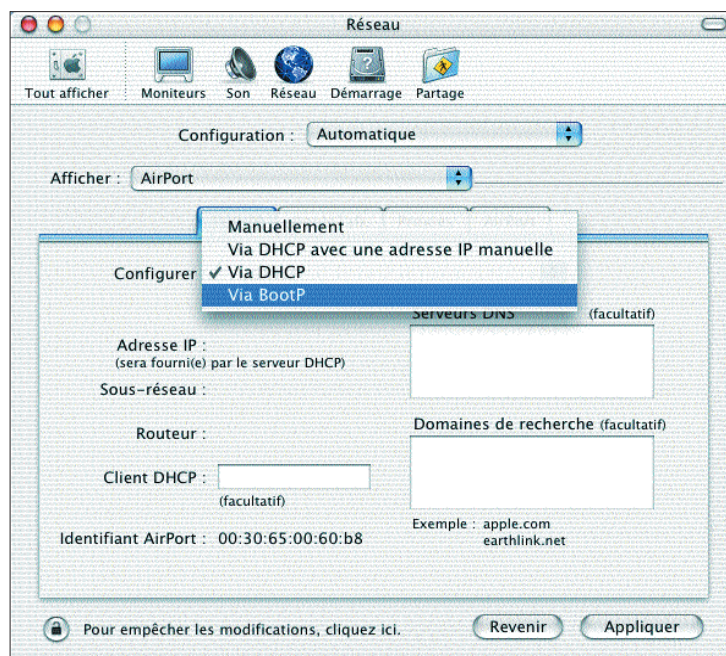 Réseau
Tout afficher
Moniteurs
Son
Réseau
Démarrage
Partage
Configuration : Automatique
Afficher : AirPort
Manuellement
Via DHCP avec une adresse IP manuelle
Configurer ✓ Via DHCP
Via BootP
Serveurs DNS (facultatif)
Adresse IP :
(sera fourni(e) par le serveur DHCP)
Sous-réseau :
Routeur :
Domaines de recherche (facultatif)
Client DHCP :
(facultatif)
Exemple : apple.com
earthlink.net
Identifiant AirPort : 00:30:65:00:60:b8
Pour empêcher les modifications, cliquez ici.
Revenir
Appliquer